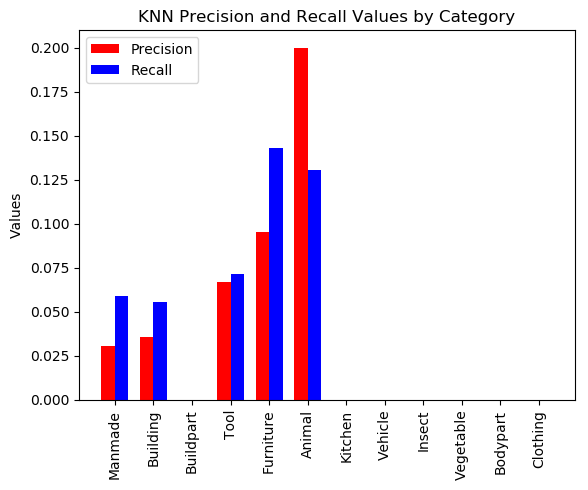 KNN Precision and Recall Values by Category
Precision
Recall
Values
0.200
0.175
0.150
0.125
0.100
0.075
0.050
0.025
0.000
Manmade
Building
Buildpart
Tool
Furniture
Animal
Kitchen
Vehicle
Insect
Vegetable
Bodypart
Clothing